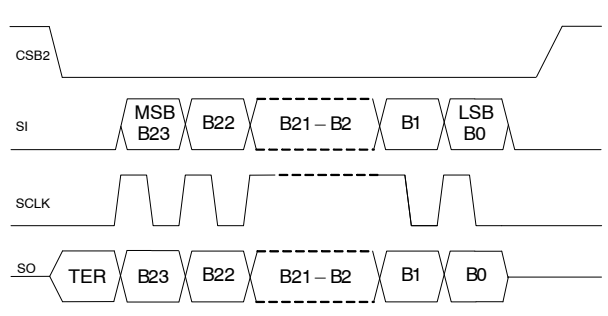 CSB2
SI
MSB
B23
B22
B21 – B2
B1
LSB
B0
SCLK
SO
TER
B23
B22
B21 – B2
B1
B0